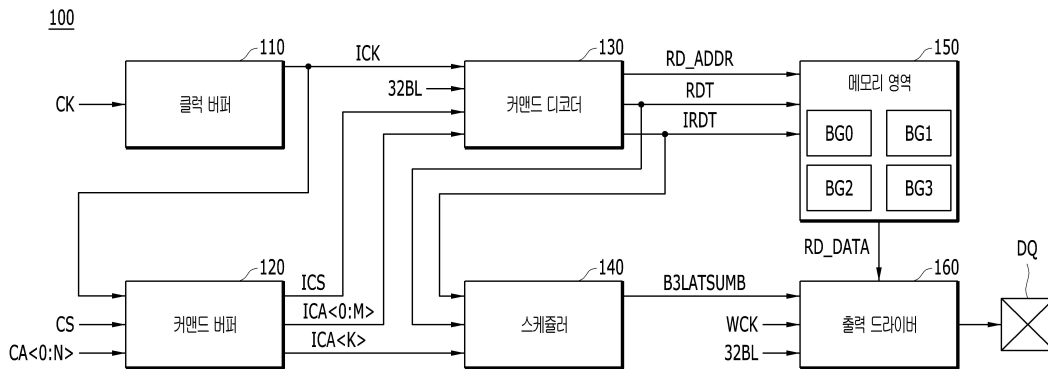 100
110
클럭 버퍼
CK
ICK
32BL
130
커맨드 디코더
RD_ADDR
RDT
IRDT
150
메모리 영역
BG0
BG1
BG2
BG3
RD_DATA
120
커맨드 버퍼
CS
CA<0:N>
ICS
ICA<0:M>
ICA<K>
140
스케쥴러
B3LATSUMB
WCK
32BL
160
출력 드라이버
DQ